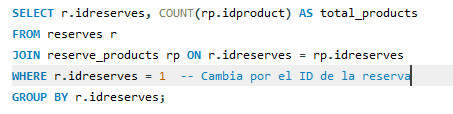 SELECT r.idreserves, COUNT(rp.idproduct) AS total_products
FROM reserves r
JOIN reserve_products rp ON r.idreserves = rp.idreserves
WHERE r.idreserves = 1  -- Cambia por el ID de la reserva
GROUP BY r.idreserves;